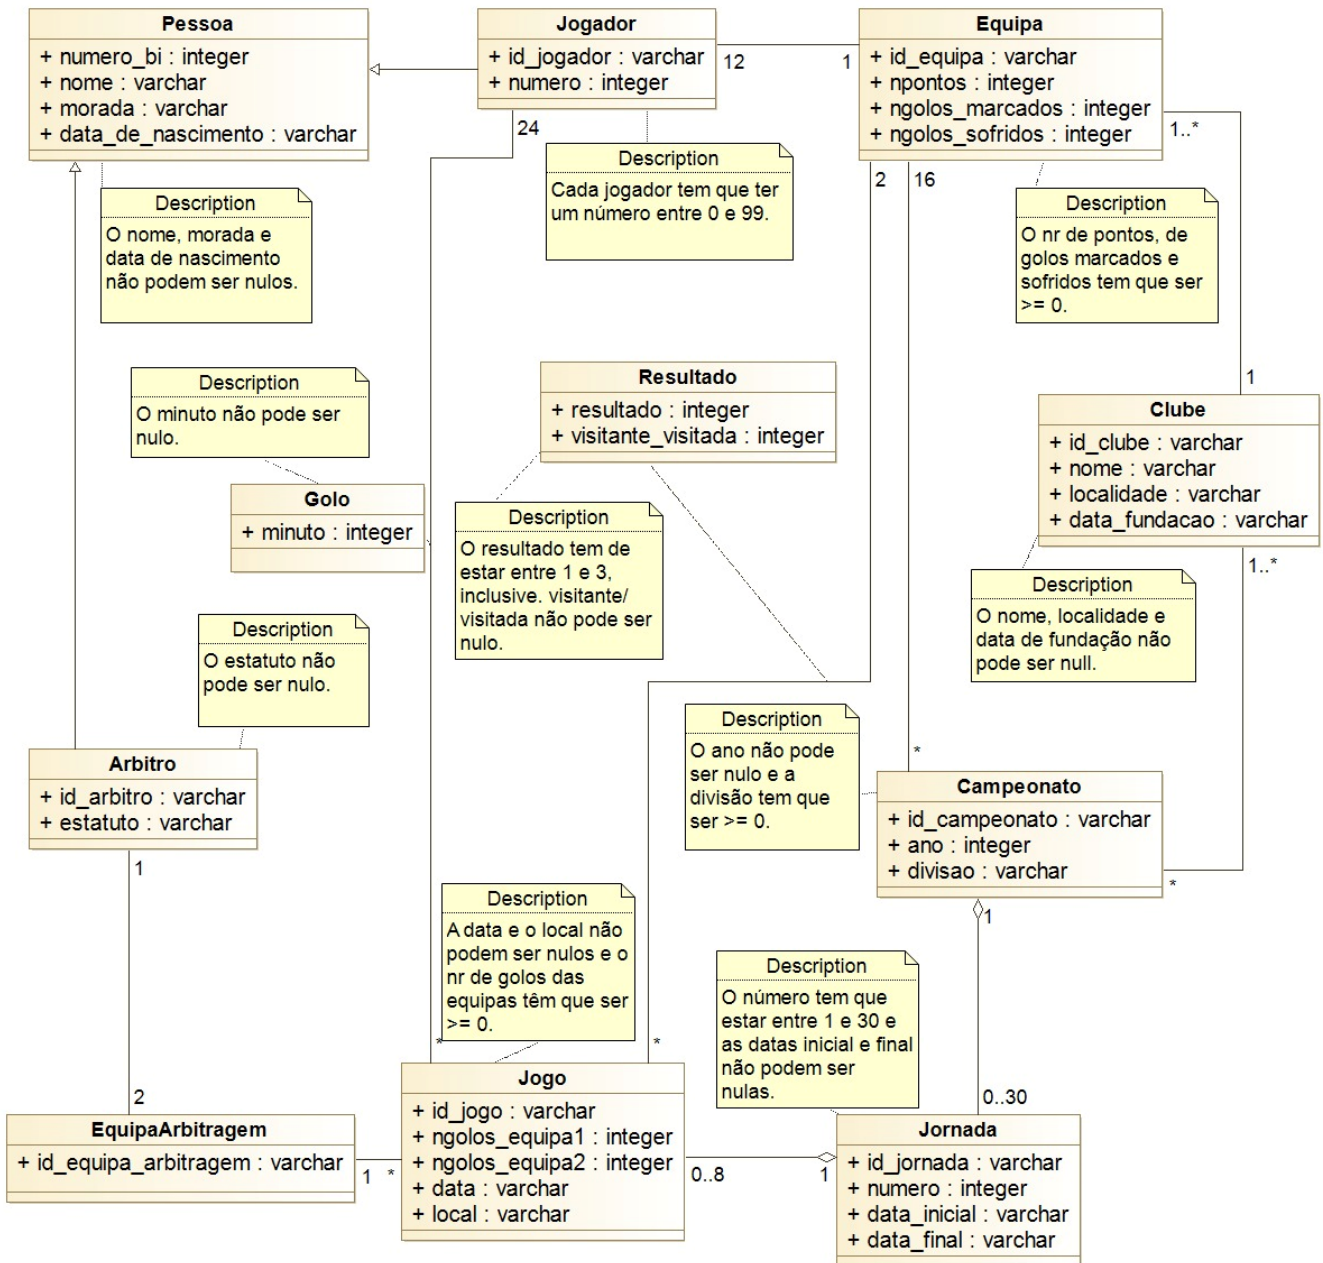 Pessoa
+ numero_bi : integer
+ nome : varchar
+ morada : varchar
+ data_de_nascimento : varchar
Jogador
+ id_jogador : varchar
+ numero : integer
12
1
Equipa
+ id_equipa : varchar
+ npontos : integer
+ ngolos_marcados : integer
+ ngolos_sofridos : integer
24
1..*
2
16
Description
Cada jogador tem que ter
um número entre 0 e 99.
Description
O nome, morada e
data de nascimento
não podem ser nulos.
Description
O nr de pontos, de
golos marcados e
sofridos tem que ser
>= 0.
Description
O minuto não pode ser
nulo.
Resultado
+ resultado : integer
+ visitante_visitada : integer
1
Clube
+ id_clube : varchar
+ nome : varchar
+ localidade : varchar
+ data_fundacao : varchar
1..*
Golo
+ minuto : integer
Description
O resultado tem de
estar entre 1 e 3,
inclusive. visitante/
visitada não pode ser
nulo.
Description
O nome, localidade e
data de fundação não
pode ser null.
Description
O estatuto não
pode ser nulo.
Description
O ano não pode
ser nulo e a
divisão tem que
ser >= 0.
*
Arbitro
+ id_arbitro : varchar
+ estatuto : varchar
1
Campeonato
+ id_campeonato : varchar
+ ano : integer
+ divisao : varchar
*
1
Description
A data e o local não
podem ser nulos e o
nr de golos das
equipas têm que ser
>= 0.
*
*
Description
O número tem que
estar entre 1 e 30 e
as datas inicial e final
não podem ser
nulas.
0..30
2
EquipaArbitragem
+ id_equipa_arbitragem : varchar
1
*
Jogo
+ id_jogo : varchar
+ ngolos_equipa1 : integer
+ ngolos_equipa2 : integer
+ data : varchar
+ local : varchar
0..8
1
Jornada
+ id_jornada : varchar
+ numero : integer
+ data_inicial : varchar
+ data_final : varchar